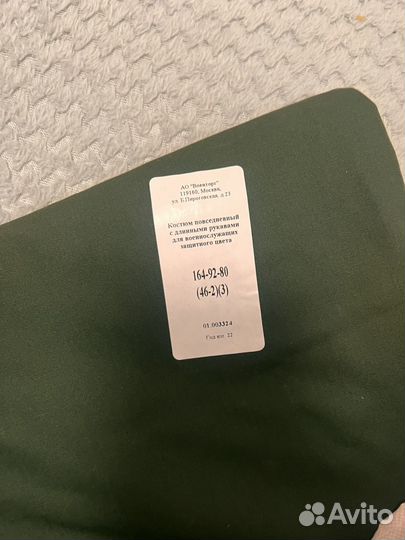 АО "Военторг"
119160, Москва,
ул. Б.Пироговская, д.23
Костюм повседневный
с длинными рукавами
для военнослужащих
защитного цвета
164-92-80
(46-2)(3)
01.003324
Год изг. 22
Avito